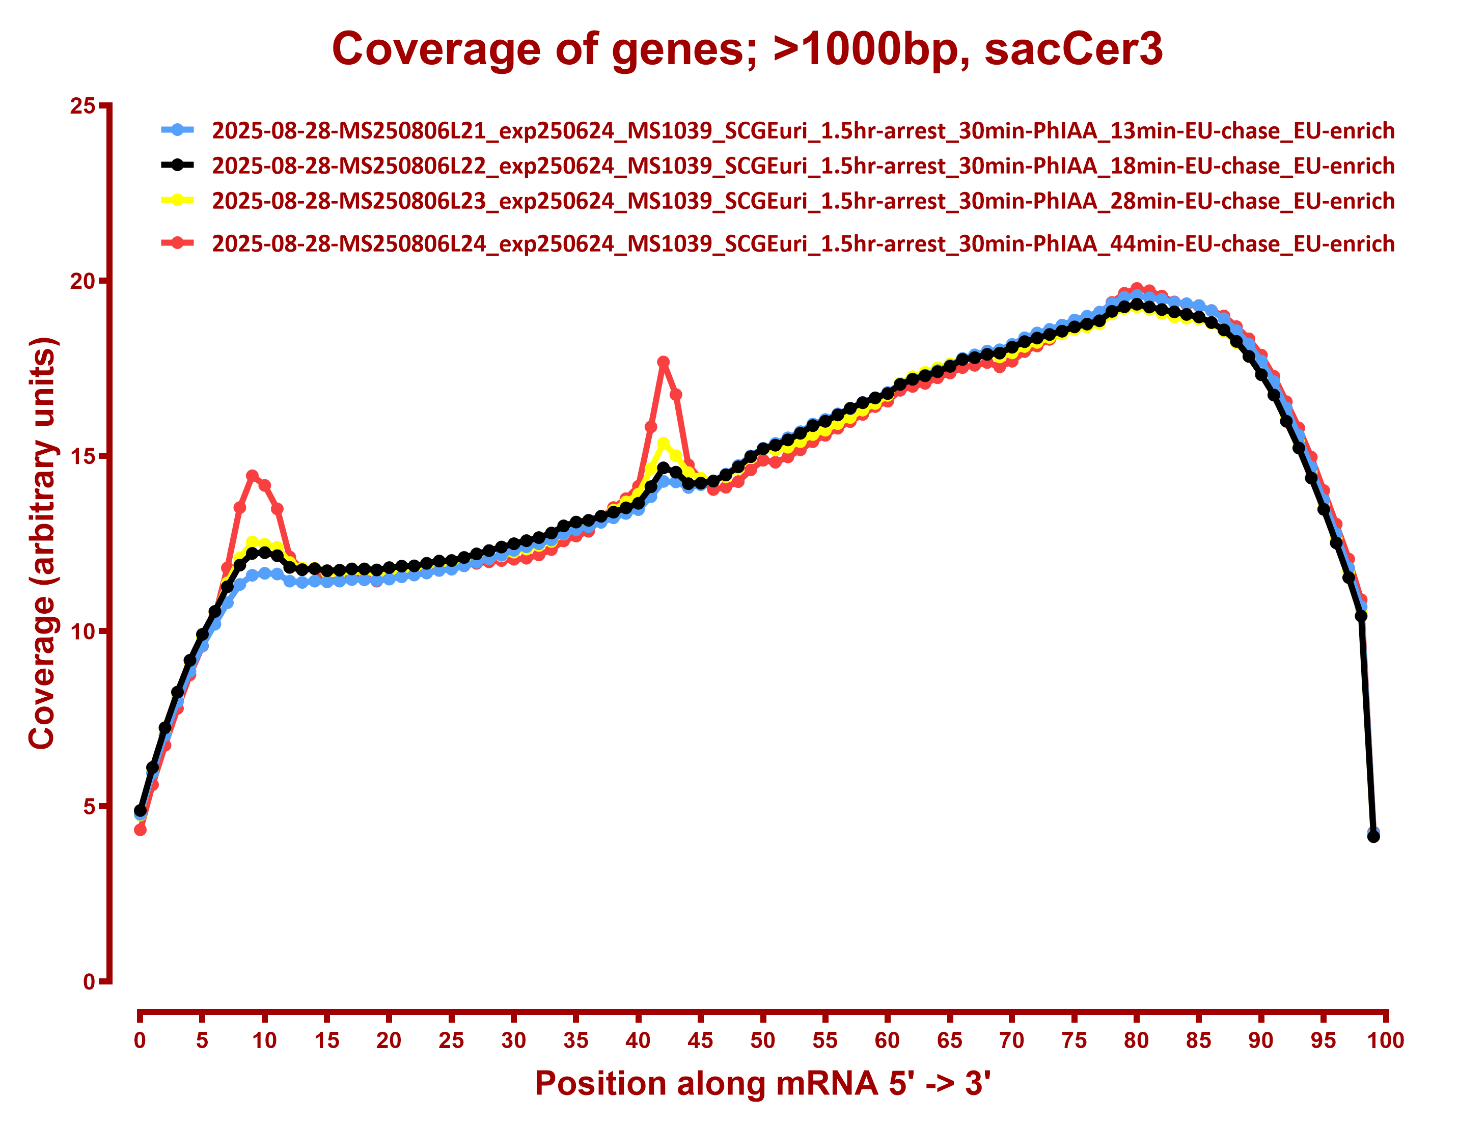 Coverage of genes; >1000bp, sacCer3
2025-08-28-MS250806L21_exp250624_MS1039_SCGEuri_1.5hr-arrest_30min-PhIAA_13min-EU-chase_EU-enrich
2025-08-28-MS250806L22_exp250624_MS1039_SCGEuri_1.5hr-arrest_30min-PhIAA_18min-EU-chase_EU-enrich
2025-08-28-MS250806L23_exp250624_MS1039_SCGEuri_1.5hr-arrest_30min-PhIAA_28min-EU-chase_EU-enrich
2025-08-28-MS250806L24_exp250624_MS1039_SCGEuri_1.5hr-arrest_30min-PhIAA_44min-EU-chase_EU-enrich
Coverage (arbitrary units)
25
20
15
10
5
0
0 5 10 15 20 25 30 35 40 45 50 55 60 65 70 75 80 85 90 95 100
Position along mRNA 5' -> 3'